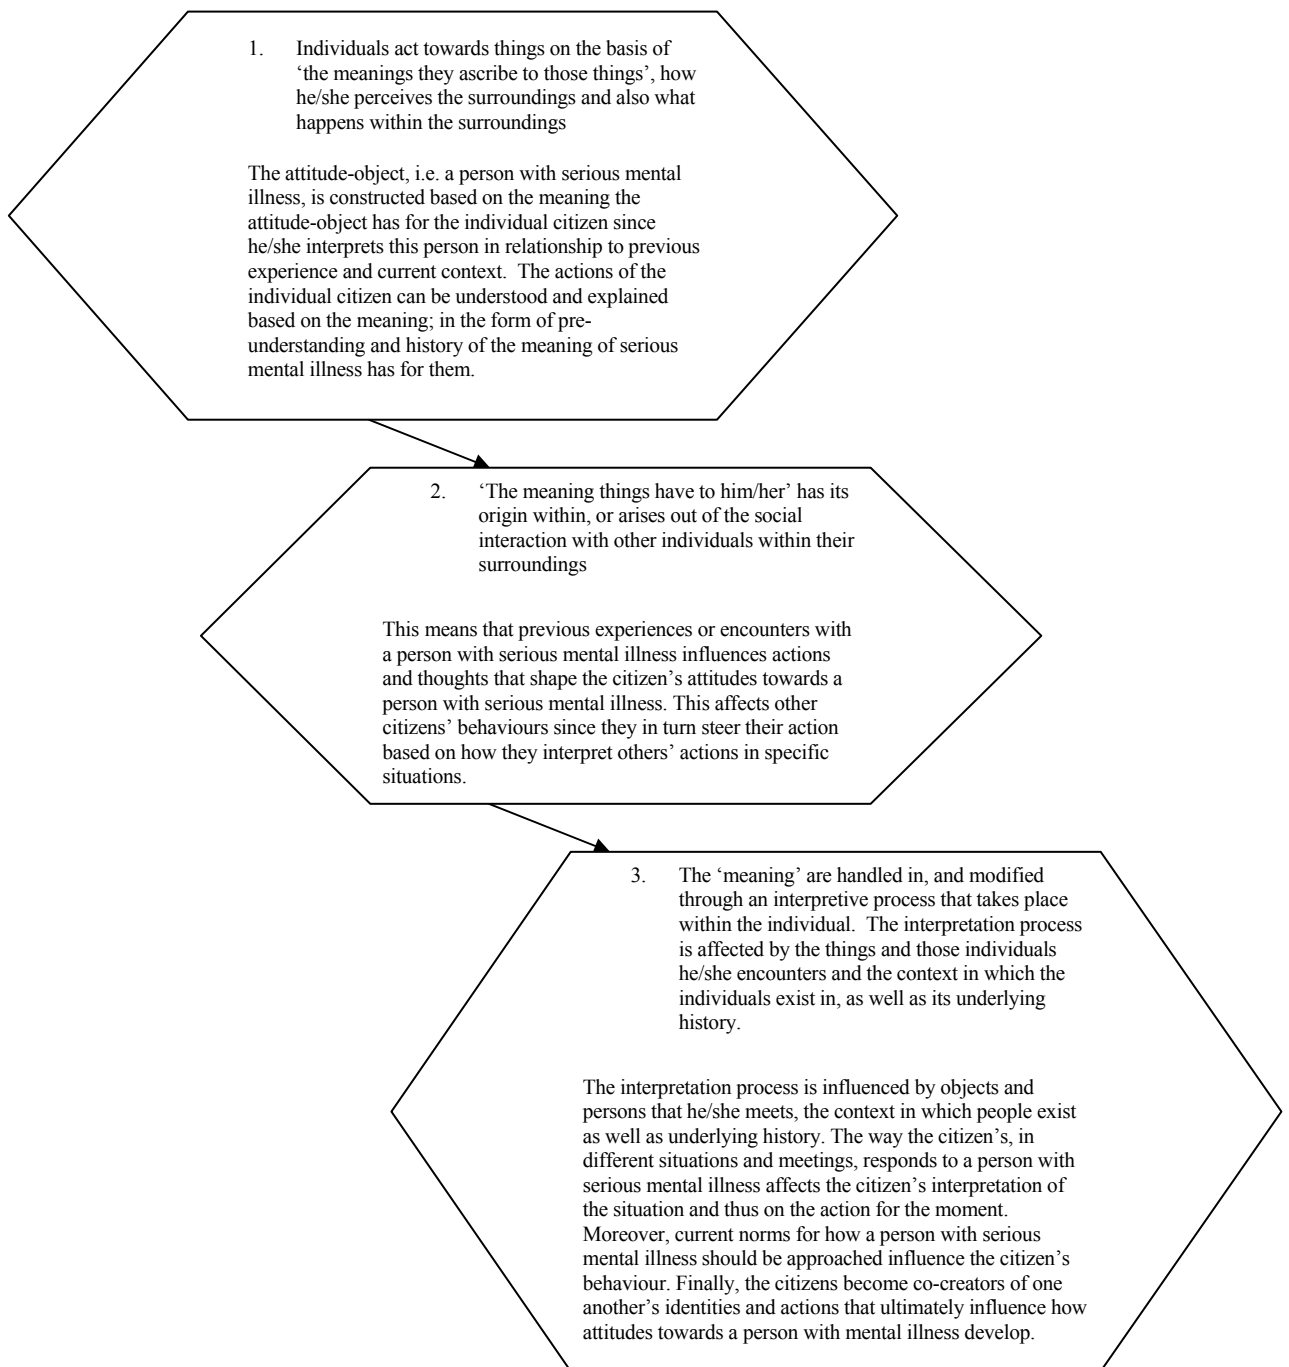 1. Individuals act towards things on the basis of
‘the meanings they ascribe to those things’, how
he/she perceives the surroundings and also what
happens within the surroundings
The attitude-object, i.e. a person with serious mental
illness, is constructed based on the meaning the
attitude-object has for the individual citizen since
he/she interprets this person in relationship to previous
experience and current context.  The actions of the
individual citizen can be understood and explained
based on the meaning; in the form of pre-
understanding and history of the meaning of serious
mental illness has for them.
2. ‘The meaning things have to him/her’ has its
origin within, or arises out of the social
interaction with other individuals within their
surroundings
This means that previous experiences or encounters with
a person with serious mental illness influences actions
and thoughts that shape the citizen’s attitudes towards a
person with serious mental illness. This affects other
citizens’ behaviours since they in turn steer their action
based on how they interpret others’ actions in specific
situations.
3. The ‘meaning’ are handled in, and modified
through an interpretive process that takes place
within the individual.  The interpretation process
is affected by the things and those individuals
he/she encounters and the context in which the
individuals exist in, as well as its underlying
history.
The interpretation process is influenced by objects and
persons that he/she meets, the context in which people exist
as well as underlying history. The way the citizen’s, in
different situations and meetings, responds to a person with
serious mental illness affects the citizen’s interpretation of
the situation and thus on the action for the moment.
Moreover, current norms for how a person with serious
mental illness should be approached influence the citizen’s
behaviour. Finally, the citizens become co-creators of one
another’s identities and actions that ultimately influence how
attitudes towards a person with mental illness develop.